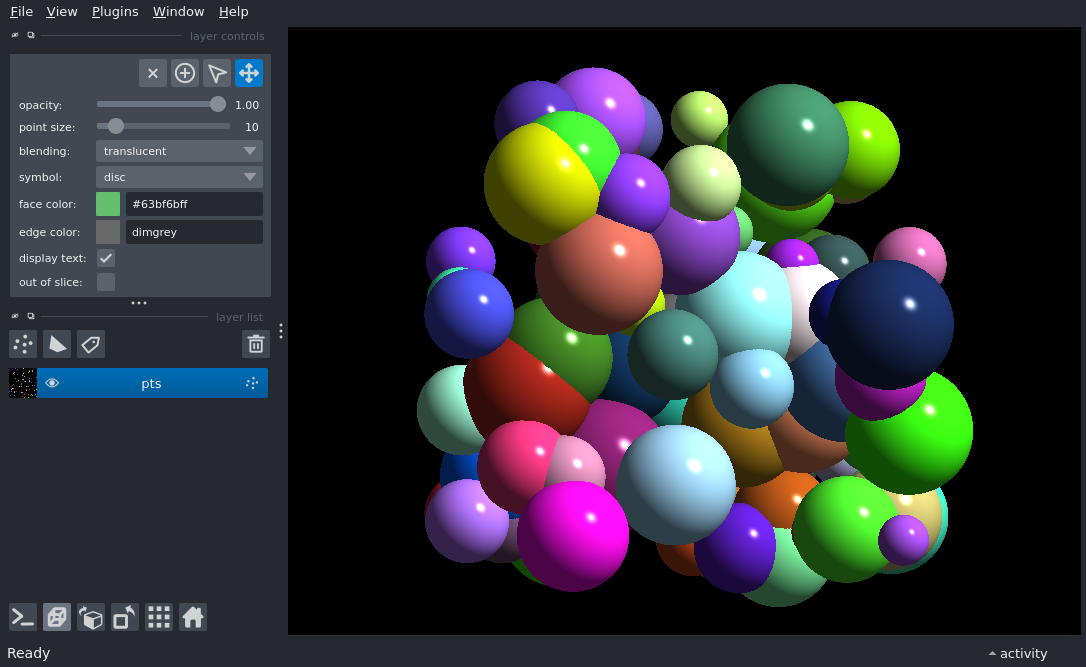 File View Plugins Window Help
layer controls
opacity: 1.00
point size: 10
blending: translucent
symbol: disc
face color: #63bf6bff
edge color: dimgrey
display text:
out of slice:
layer list
pts
Ready
activity